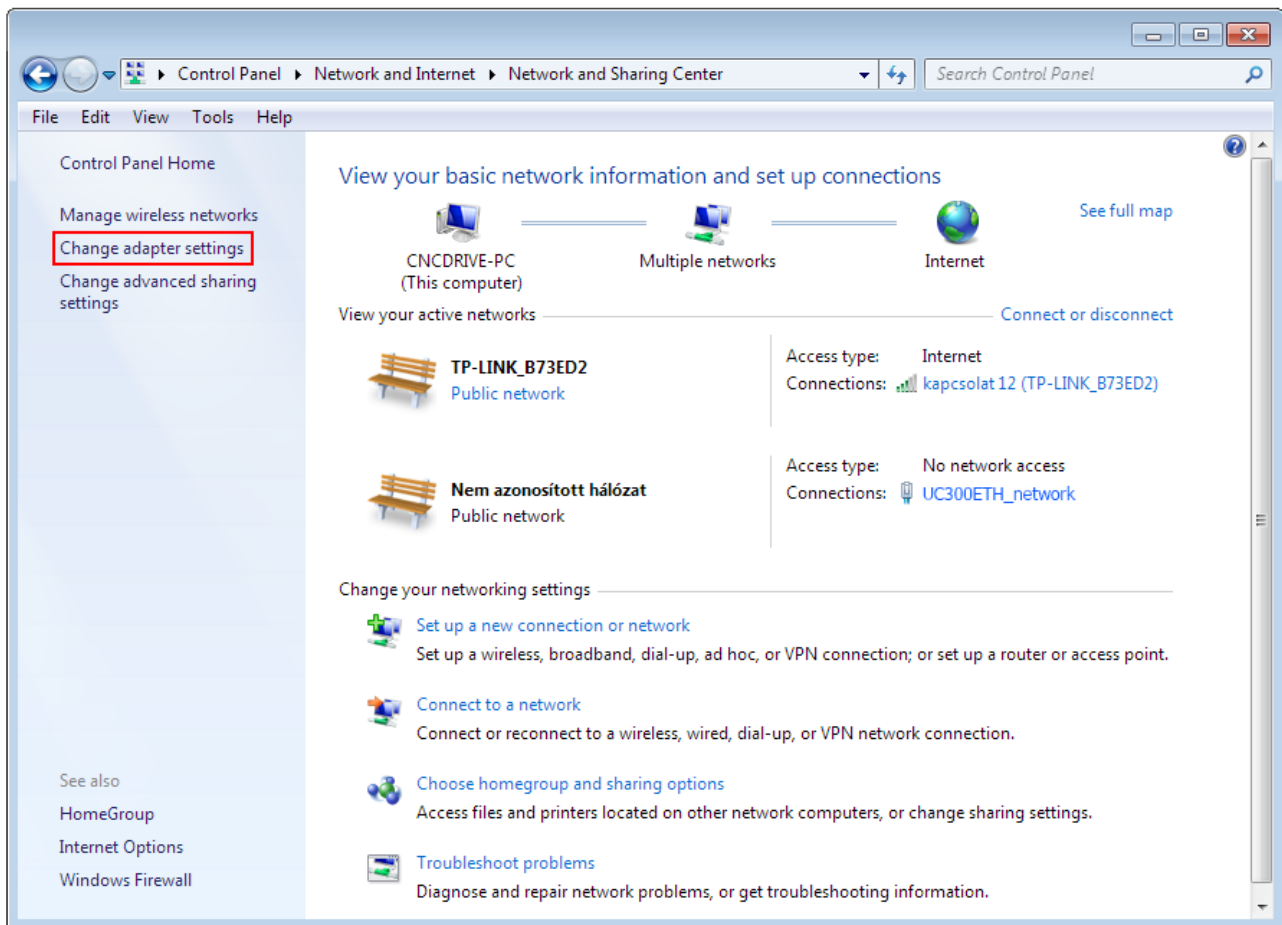 Control Panel ▸ Network and Internet ▸ Network and Sharing Center
Search Control Panel
File Edit View Tools Help
Control Panel Home
Manage wireless networks
Change adapter settings
Change advanced sharing
settings
See also
HomeGroup
Internet Options
Windows Firewall
View your basic network information and set up connections
See full map
CNCDRIVE-PC
(This computer)
Multiple networks
Internet
View your active networks
Connect or disconnect
TP-LINK_B73ED2
Public network
Access type: Internet
Connections: kapcsolat 12 (TP-LINK_B73ED2)
Nem azonosított hálózat
Public network
Access type: No network access
Connections: UC300ETH_network
Change your networking settings
Set up a new connection or network
Set up a wireless, broadband, dial-up, ad hoc, or VPN connection; or set up a router or access point.
Connect to a network
Connect or reconnect to a wireless, wired, dial-up, or VPN network connection.
Choose homegroup and sharing options
Access files and printers located on other network computers, or change sharing settings.
Troubleshoot problems
Diagnose and repair network problems, or get troubleshooting information.